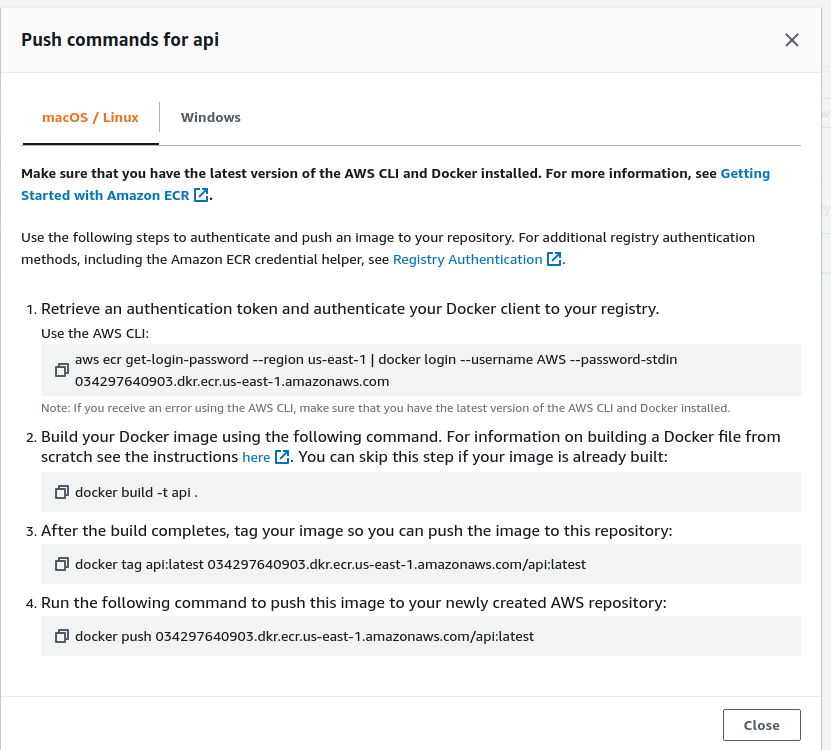 Push commands for api
macOS / Linux
Windows
Make sure that you have the latest version of the AWS CLI and Docker installed. For more information, see Getting
Started with Amazon ECR.
Use the following steps to authenticate and push an image to your repository. For additional registry authentication
methods, including the Amazon ECR credential helper, see Registry Authentication.
1. Retrieve an authentication token and authenticate your Docker client to your registry.
Use the AWS CLI:
aws ecr get-login-password --region us-east-1 | docker login --username AWS --password-stdin
034297640903.dkr.ecr.us-east-1.amazonaws.com
Note: If you receive an error using the AWS CLI, make sure that you have the latest version of the AWS CLI and Docker installed.
2. Build your Docker image using the following command. For information on building a Docker file from
scratch see the instructions here. You can skip this step if your image is already built:
docker build -t api .
3. After the build completes, tag your image so you can push the image to this repository:
docker tag api:latest 034297640903.dkr.ecr.us-east-1.amazonaws.com/api:latest
4. Run the following command to push this image to your newly created AWS repository:
docker push 034297640903.dkr.ecr.us-east-1.amazonaws.com/api:latest
Close